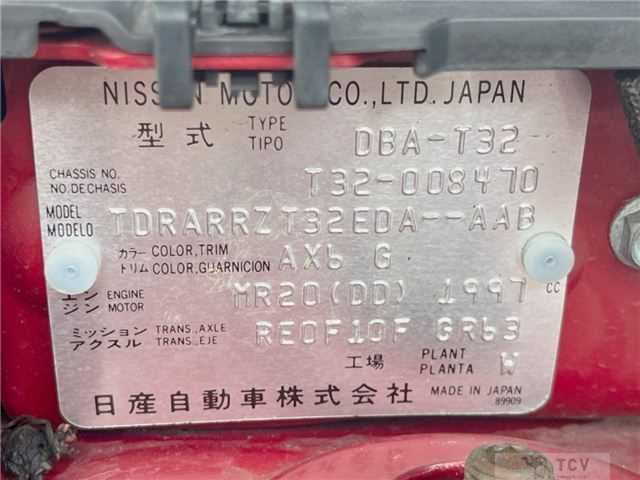 NISSAN MOTOR CO.,LTD. JAPAN
型式 TYPE TIPO DBA-T32
CHASSIS NO. NO.DE CHASIS T32-008470
MODEL MODELO TDRARRZT32EDA--AAB
カラー COLOR,TRIM
トリム COLOR,GUARNICION AX6 G
エンジン ENGINE MOTOR MR20(DD) 1997 CC
ミッション TRANS.,AXLE
アクスル TRANS.,EJE RE0F10F GR63
工場 PLANT PLANTA W
日産自動車株式会社 MADE IN JAPAN
89909
TCV